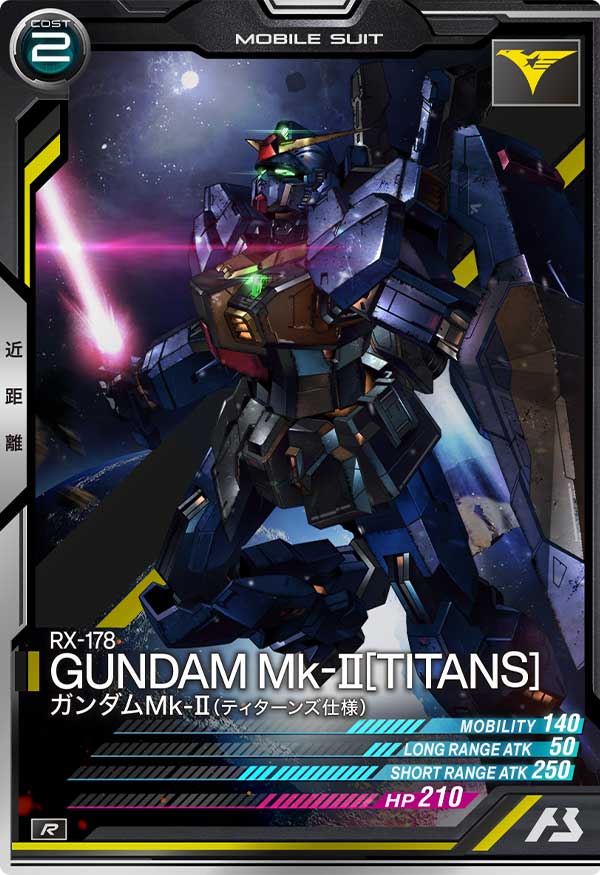 COST
2
MOBILE SUIT
近距離
RX-178
GUNDAM Mk-II[TITANS]
ガンダムMk-II(ティターンズ仕様)
MOBILITY 140
LONG RANGE ATK 50
SHORT RANGE ATK 250
HP 210
R